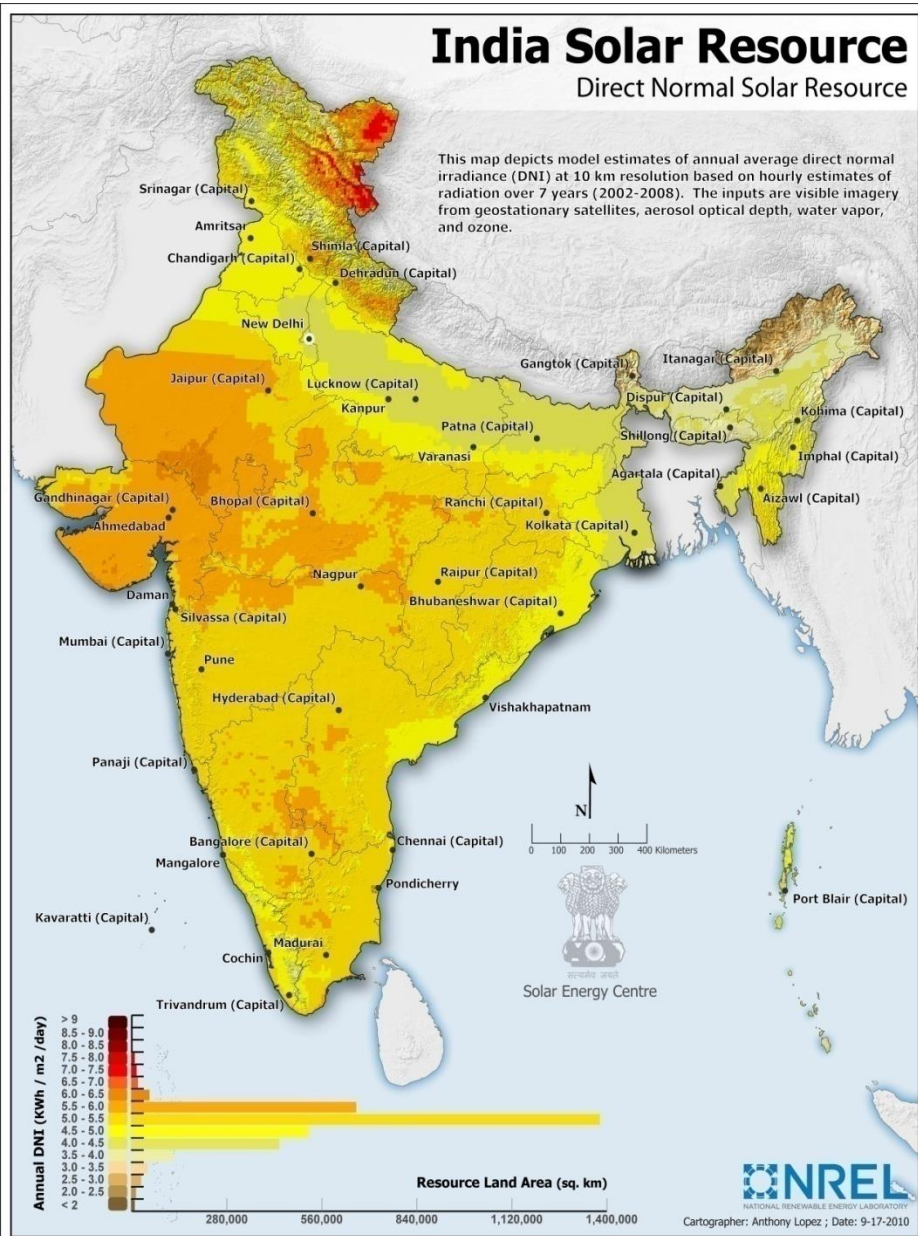 India Solar Resource
Direct Normal Solar Resource
This map depicts model estimates of annual average direct normal
irradiance (DNI) at 10 km resolution based on hourly estimates of
radiation over 7 years (2002-2008).  The inputs are visible imagery
from geostationary satellites, aerosol optical depth, water vapor,
and ozone.
Srinagar (Capital)
Amritsar
Shimla (Capital)
Chandigarh (Capital)
Dehradun (Capital)
New Delhi
Gangtok (Capital)
Itanagar (Capital)
Jaipur (Capital)
Lucknow (Capital)
Dispur (Capital)
Kanpur
Kohima (Capital)
Patna (Capital)
Shillong (Capital)
Varanasi
Imphal (Capital)
Agartala (Capital)
Gandhinagar (Capital)
Bhopal (Capital)
Ranchi (Capital)
Aizawl (Capital)
Ahmedabad
Kolkata (Capital)
Nagpur
Raipur (Capital)
Daman
Bhubaneshwar (Capital)
Silvassa (Capital)
Mumbai (Capital)
Pune
Hyderabad (Capital)
Vishakhapatnam
Panaji (Capital)
N
Bangalore (Capital)
Chennai (Capital)
0 100 200 300 400 Kilometers
Mangalore
Pondicherry
Port Blair (Capital)
Kavaratti (Capital)
Madurai
Cochin
सत्यमेव जयते
Solar Energy Centre
Trivandrum (Capital)
Annual DNI (KWh / m2 /day)
> 9
8.5 - 9.0
8.0 - 8.5
7.5 - 8.0
7.0 - 7.5
6.5 - 7.0
6.0 - 6.5
5.5 - 6.0
5.0 - 5.5
4.5 - 5.0
4.0 - 4.5
3.5 - 4.0
3.0 - 3.5
2.5 - 3.0
2.0 - 2.5
< 2
Resource Land Area (sq. km)
280,000 560,000 840,000 1,120,000 1,400,000
NREL
NATIONAL RENEWABLE ENERGY LABORATORY
Cartographer: Anthony Lopez ; Date: 9-17-2010